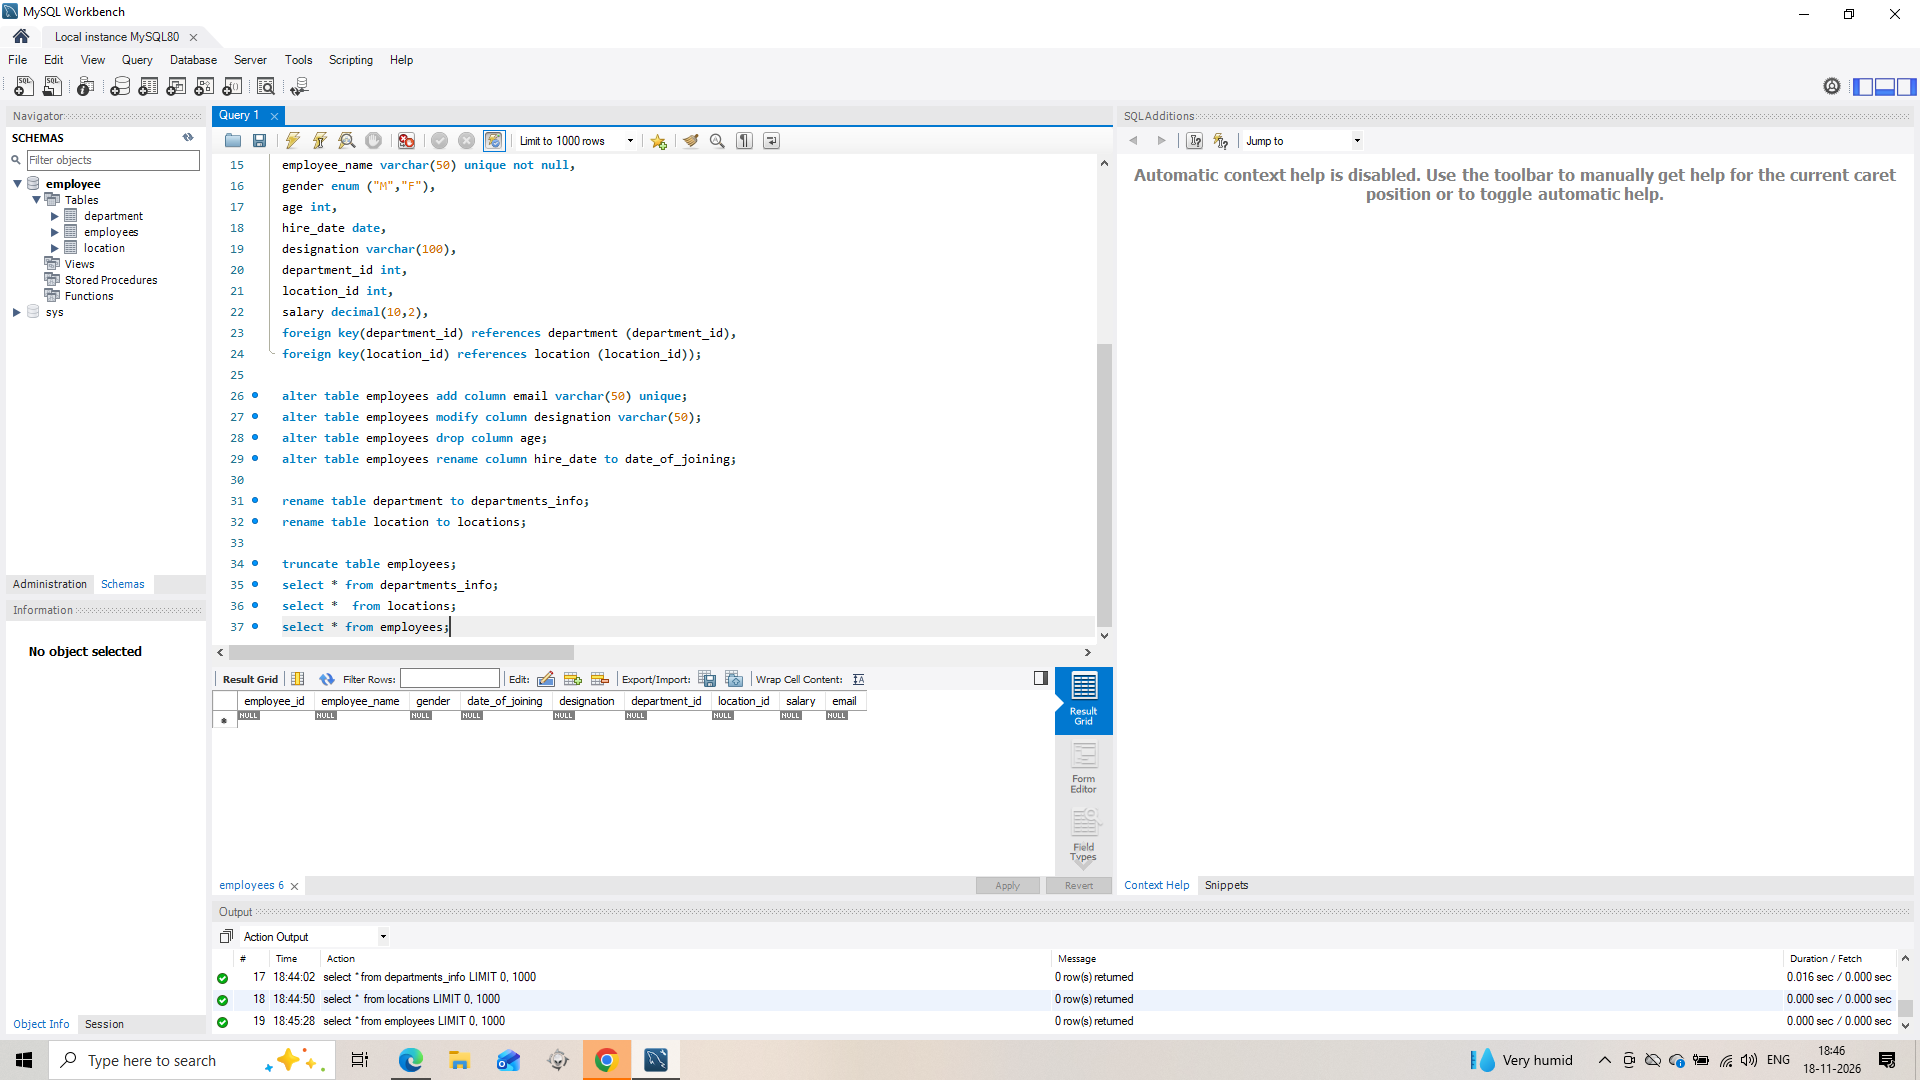 MySQL Workbench
Local instance MySQL80
File Edit View Query Database Server Tools Scripting Help
Navigator
SCHEMAS
Filter objects
employee
Tables
department
employees
location
Views
Stored Procedures
Functions
sys
Administration Schemas
Information
No object selected
Object Info Session
Query 1
Limit to 1000 rows
15 employee_name varchar(50) unique not null,
16 gender enum ("M","F"),
17 age int,
18 hire_date date,
19 designation varchar(100),
20 department_id int,
21 location_id int,
22 salary decimal(10,2),
23 foreign key(department_id) references department (department_id),
24 foreign key(location_id) references location (location_id));
25
26 alter table employees add column email varchar(50) unique;
27 alter table employees modify column designation varchar(50);
28 alter table employees drop column age;
29 alter table employees rename column hire_date to date_of_joining;
30
31 rename table department to departments_info;
32 rename table location to locations;
33
34 truncate table employees;
35 select * from departments_info;
36 select *  from locations;
37 select * from employees;
Result Grid Filter Rows: Edit: Export/Import: Wrap Cell Content:
employee_id employee_name gender date_of_joining designation department_id location_id salary email
NULL NULL NULL NULL NULL NULL NULL NULL NULL
Result Grid
Form Editor
Field Types
employees 6
Apply Revert
SQLAdditions
Jump to
Automatic context help is disabled. Use the toolbar to manually get help for the current caret
position or to toggle automatic help.
Context Help Snippets
Output
Action Output
# Time Action Message Duration / Fetch
17 18:44:02 select * from departments_info LIMIT 0, 1000 0 row(s) returned 0.016 sec / 0.000 sec
18 18:44:50 select *  from locations LIMIT 0, 1000 0 row(s) returned 0.000 sec / 0.000 sec
19 18:45:28 select * from employees LIMIT 0, 1000 0 row(s) returned 0.000 sec / 0.000 sec
Type here to search
Very humid
ENG
18:46
18-11-2026